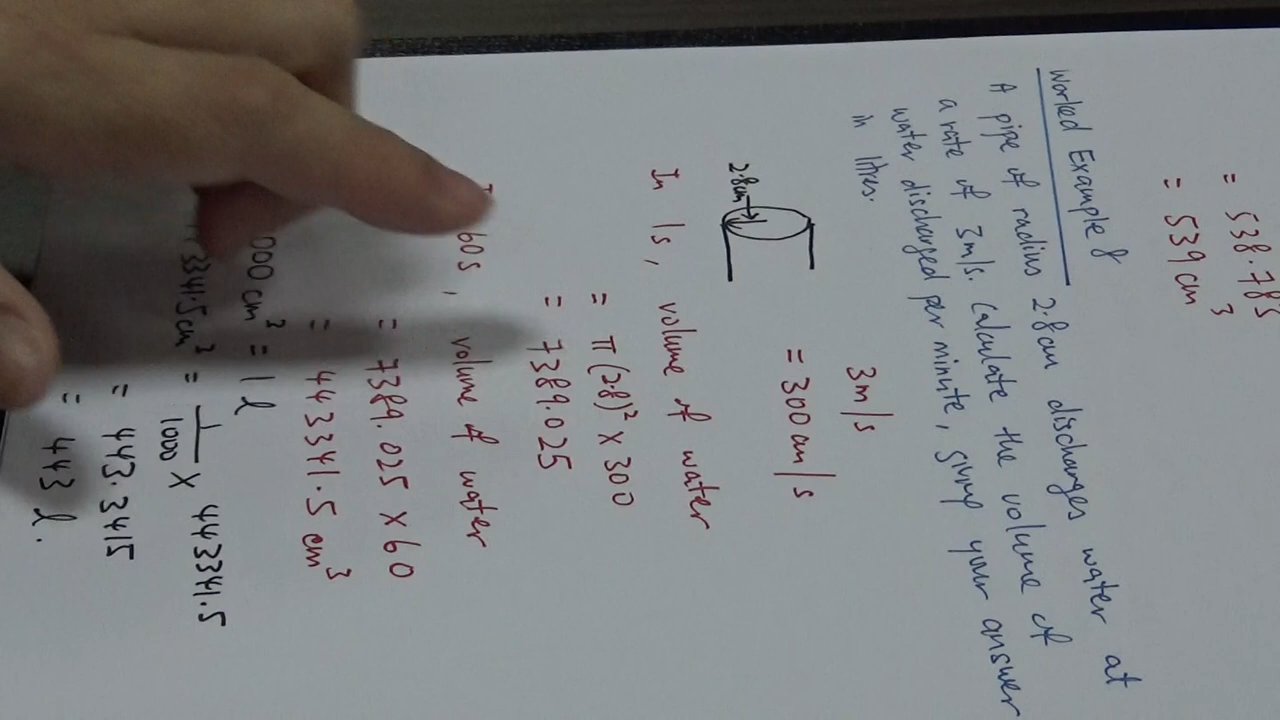 = 538.785
= 539 cm³
Worked Example 8
A pipe of radius 2.8cm discharges water at
a rate of 3m/s. Calculate the volume of
water discharged per minute, giving your answer
in litres.
3m/s
= 300cm/s
2.8cm
In 1s, volume of water
= π (2.8)² × 300
= 7389.025
60s, volume of water
= 7389.025 × 60
= 443341.5 cm³
000 cm³ = 1 l
3341.5cm³ = 1/1000 × 443341.5
= 443.3415
= 443 l.